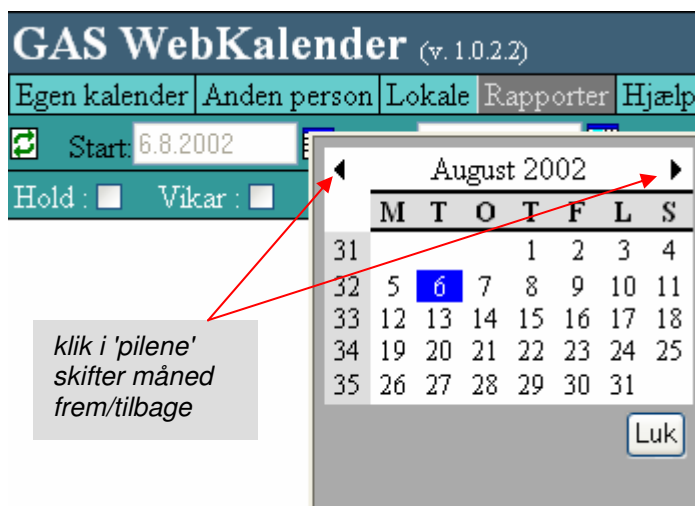 GAS WebKalender (v. 1.0.2.2)
Egen kalender Anden person Lokale Rapporter Hjælp
Start: 6.8.2002
Hold : Vikar :
August 2002
M T O T F L S
31 1 2 3 4
32 5 6 7 8 9 10 11
33 12 13 14 15 16 17 18
34 19 20 21 22 23 24 25
35 26 27 28 29 30 31
Luk
klik i 'pilene'
skifter måned
frem/tilbage